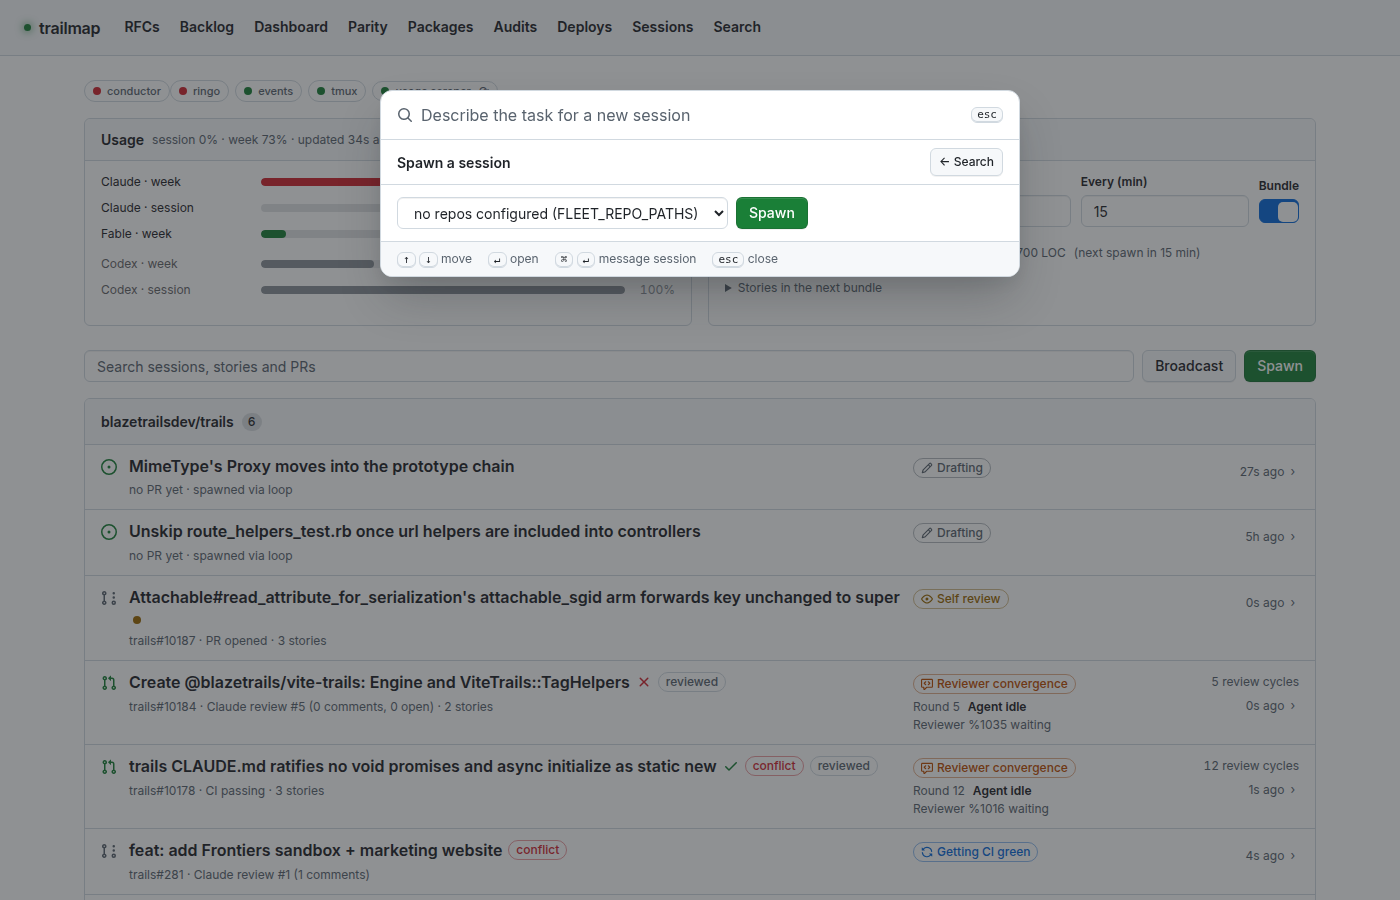 trailmap RFCs Backlog Dashboard Parity Packages Audits Deploys Sessions Search
conductor ringo events tmux
Describe the task for a new session esc
Spawn a session ← Search
no repos configured (FLEET_REPO_PATHS) Spawn
↑ ↓ move ↵ open ⌘ ↵ message session esc close
Usage session 0% · week 73% · updated 34s a
Claude · week
Claude · session
Fable · week
Codex · week
Codex · session 100%
Every (min) Bundle
15
00 LOC (next spawn in 15 min)
Stories in the next bundle
Search sessions, stories and PRs Broadcast Spawn
blazetrailsdev/trails 6
MimeType's Proxy moves into the prototype chain Drafting 27s ago ›
no PR yet · spawned via loop
Unskip route_helpers_test.rb once url helpers are included into controllers Drafting 5h ago ›
no PR yet · spawned via loop
Attachable#read_attribute_for_serialization's attachable_sgid arm forwards key unchanged to super Self review 0s ago ›
trails#10187 · PR opened · 3 stories
Create @blazetrails/vite-trails: Engine and ViteTrails::TagHelpers reviewed Reviewer convergence 5 review cycles
trails#10184 · Claude review #5 (0 comments, 0 open) · 2 stories Round 5 Agent idle 0s ago ›
Reviewer %1035 waiting
trails CLAUDE.md ratifies no void promises and async initialize as static new conflict reviewed Reviewer convergence 12 review cycles
trails#10178 · CI passing · 3 stories Round 12 Agent idle 1s ago ›
Reviewer %1016 waiting
feat: add Frontiers sandbox + marketing website conflict Getting CI green 4s ago ›
trails#281 · Claude review #1 (1 comments)